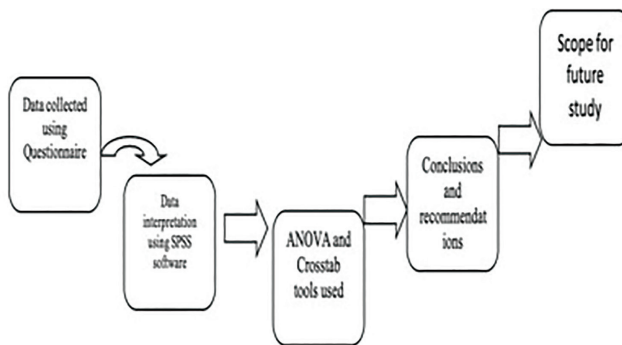 Data collected
using
Questionnaire
Data
interpretation
using SPSS
software
ANOVA and
Crosstab
tools used
Conclusions
and
recommendat
ions
Scope for
future
study